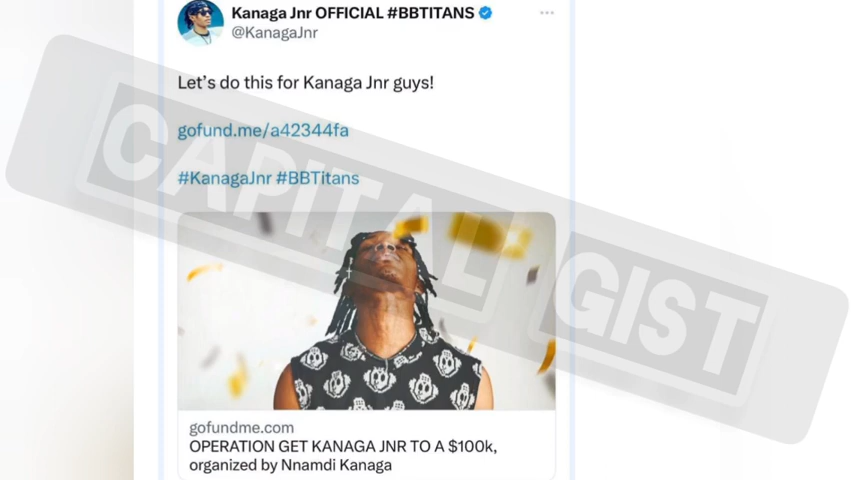 Kanaga Jnr OFFICIAL #BBTITANS
@KanagaJnr
Let's do this for Kanaga Jnr guys!
gofund.me/a42344fa
#KanagaJnr #BBTitans
CAPITAL GIST
gofundme.com
OPERATION GET KANAGA JNR TO A $100k,
organized by Nnamdi Kanaga